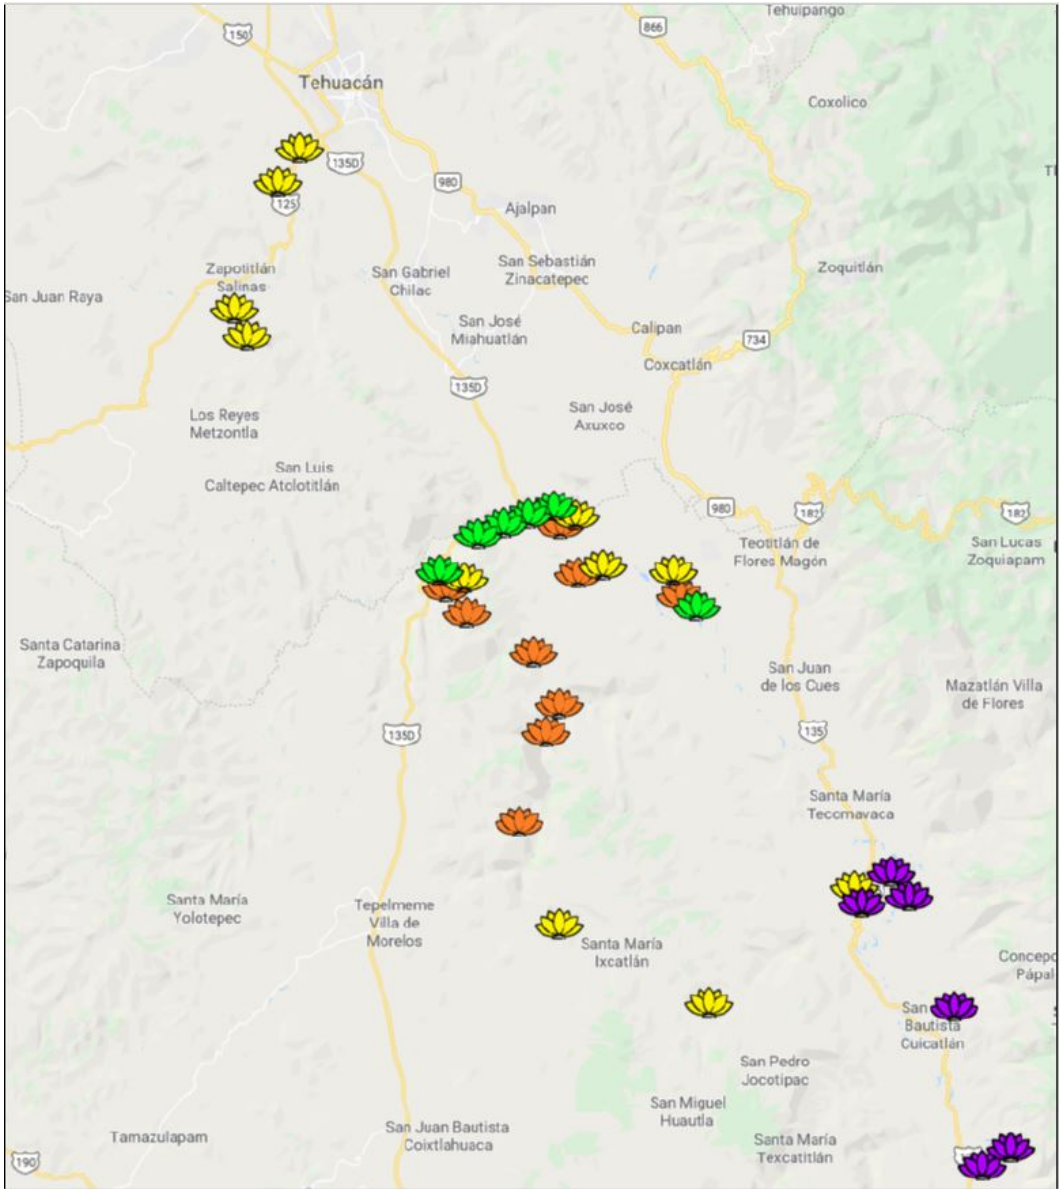 Tehuipango
866
150
Tehuacán
Coxolico
135D
980
125
Ajalpan
Zapotitlán
Salinas
San Gabriel
Chilac
San Sebastián
Zinacatepec
Zoquitlán
San Juan Raya
San José
Miahuatlán
Calipan
734
Coxcatlán
135D
San José
Axuxco
Los Reyes
Metzontla
San Luis
Caltepec Atolotitlán
980
182
182
Teotitlán de
Flores Magón
San Lucas
Zoquiapam
Santa Catarina
Zapoquila
San Juan
de los Cues
Mazatlán Villa
de Flores
135D
135
Santa María
Tecomavaca
Santa María
Yolotepec
Tepelmeme
Villa de
Morelos
Santa María
Ixcatlán
Concepc
Pápal
San
Bautista
Cuicatlán
San Pedro
Jocotipac
San Miguel
Huautla
Tamazulapam
San Juan Bautista
Coixtlahuaca
Santa María
Texcatitlán
190